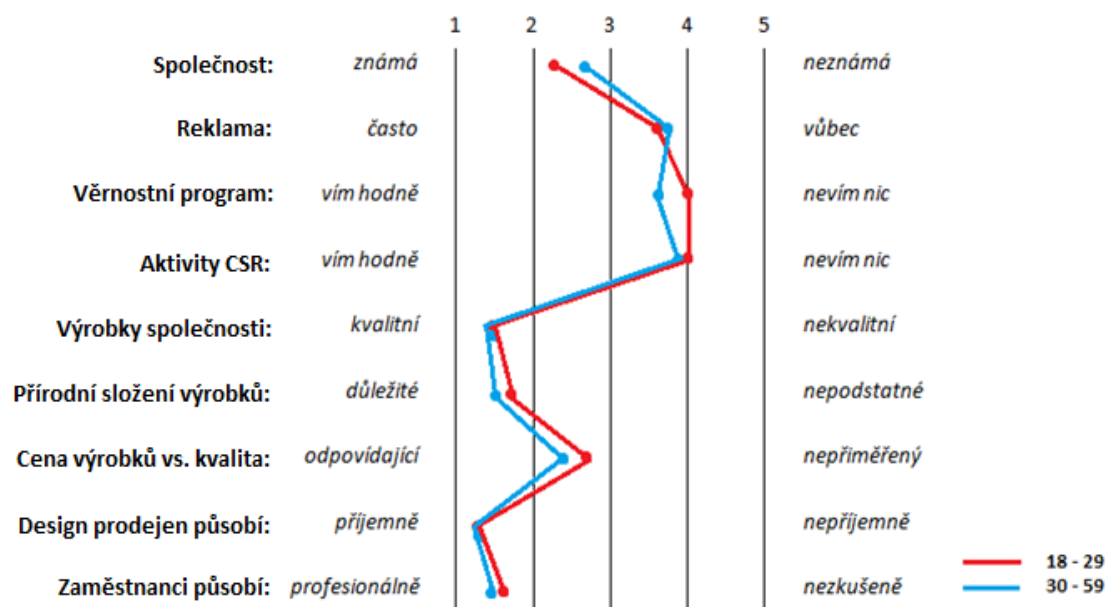 1 2 3 4 5
Společnost: známá neznámá
Reklama: často vůbec
Věrnostní program: vím hodně nevím nic
Aktivity CSR: vím hodně nevím nic
Výrobky společnosti: kvalitní nekvalitní
Přírodní složení výrobků: důležité nepodstatné
Cena výrobků vs. kvalita: odpovídající nepřiměřený
Design prodejen působí: příjemně nepříjemně
Zaměstnanci působí: profesionálně nezkušeně
18 - 29
30 - 59